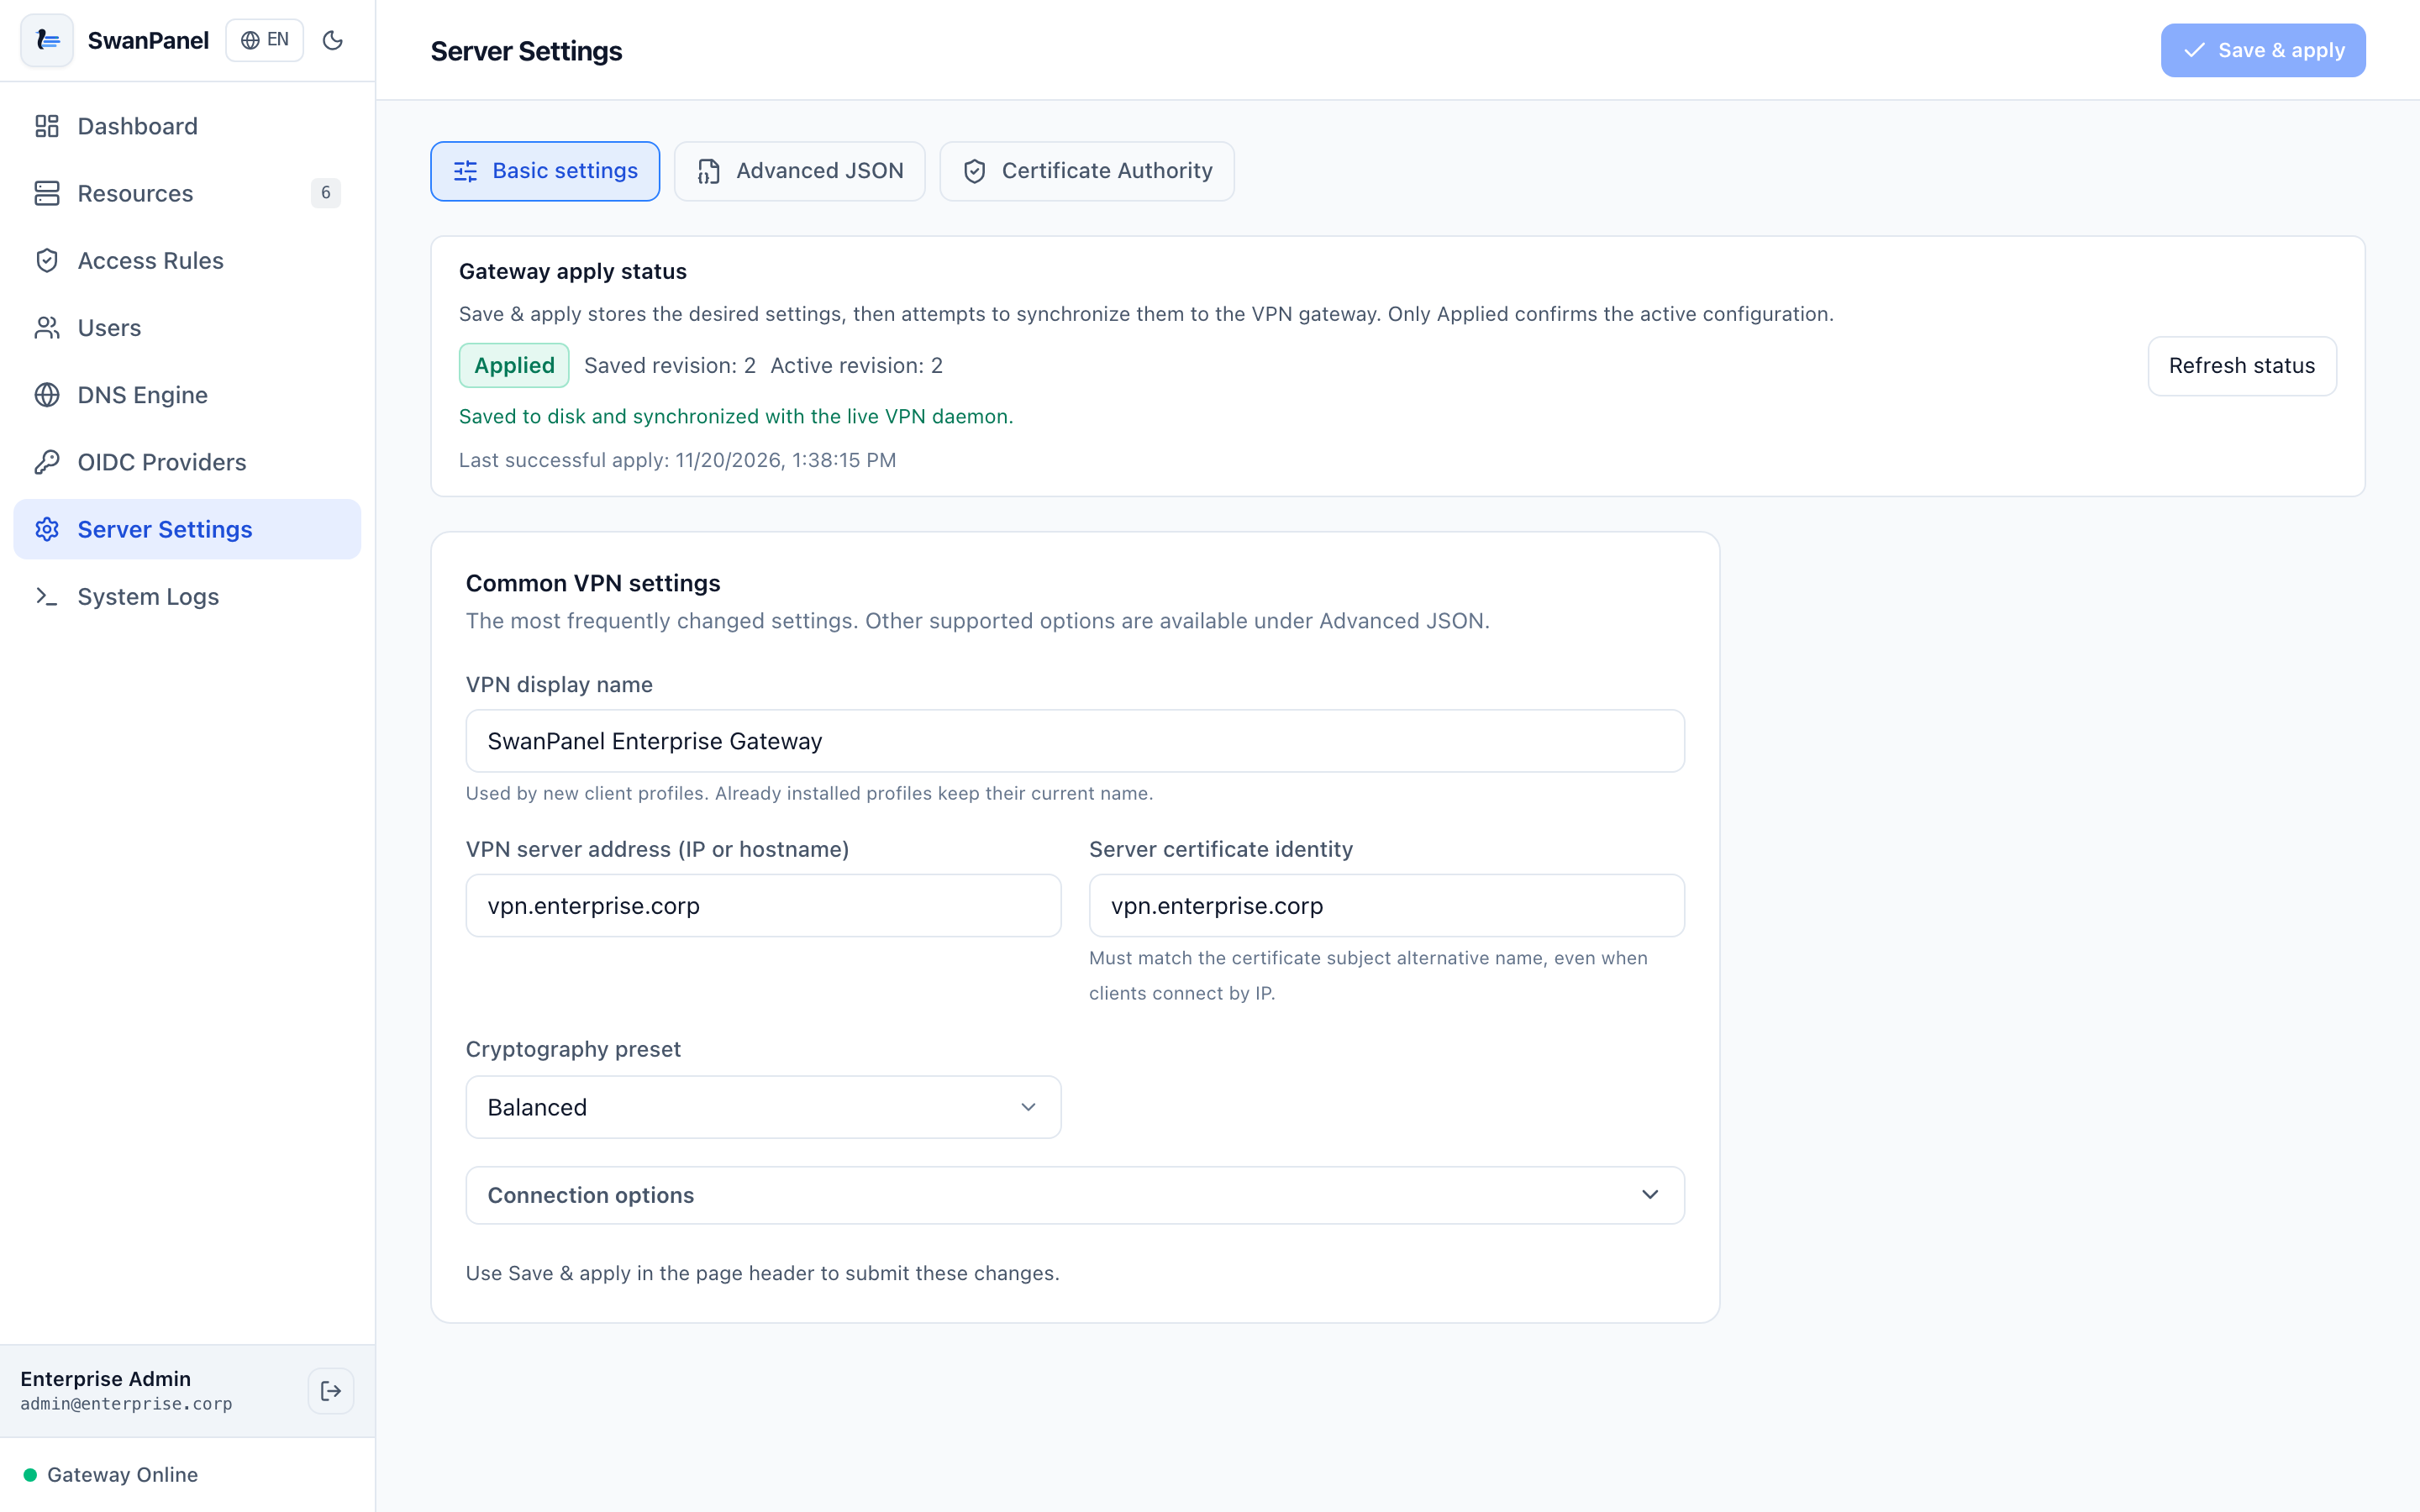 SwanPanel
EN
Dashboard
Resources
6
Access Rules
Users
DNS Engine
OIDC Providers
Server Settings
System Logs
Enterprise Admin
admin@enterprise.corp
Gateway Online
Server Settings
Save & apply
Basic settings
Advanced JSON
Certificate Authority
Gateway apply status
Save & apply stores the desired settings, then attempts to synchronize them to the VPN gateway. Only Applied confirms the active configuration.
Applied Saved revision: 2 Active revision: 2
Refresh status
Saved to disk and synchronized with the live VPN daemon.
Last successful apply: 11/20/2026, 1:38:15 PM
Common VPN settings
The most frequently changed settings. Other supported options are available under Advanced JSON.
VPN display name
SwanPanel Enterprise Gateway
Used by new client profiles. Already installed profiles keep their current name.
VPN server address (IP or hostname)
vpn.enterprise.corp
Server certificate identity
vpn.enterprise.corp
Must match the certificate subject alternative name, even when
clients connect by IP.
Cryptography preset
Balanced
Connection options
Use Save & apply in the page header to submit these changes.